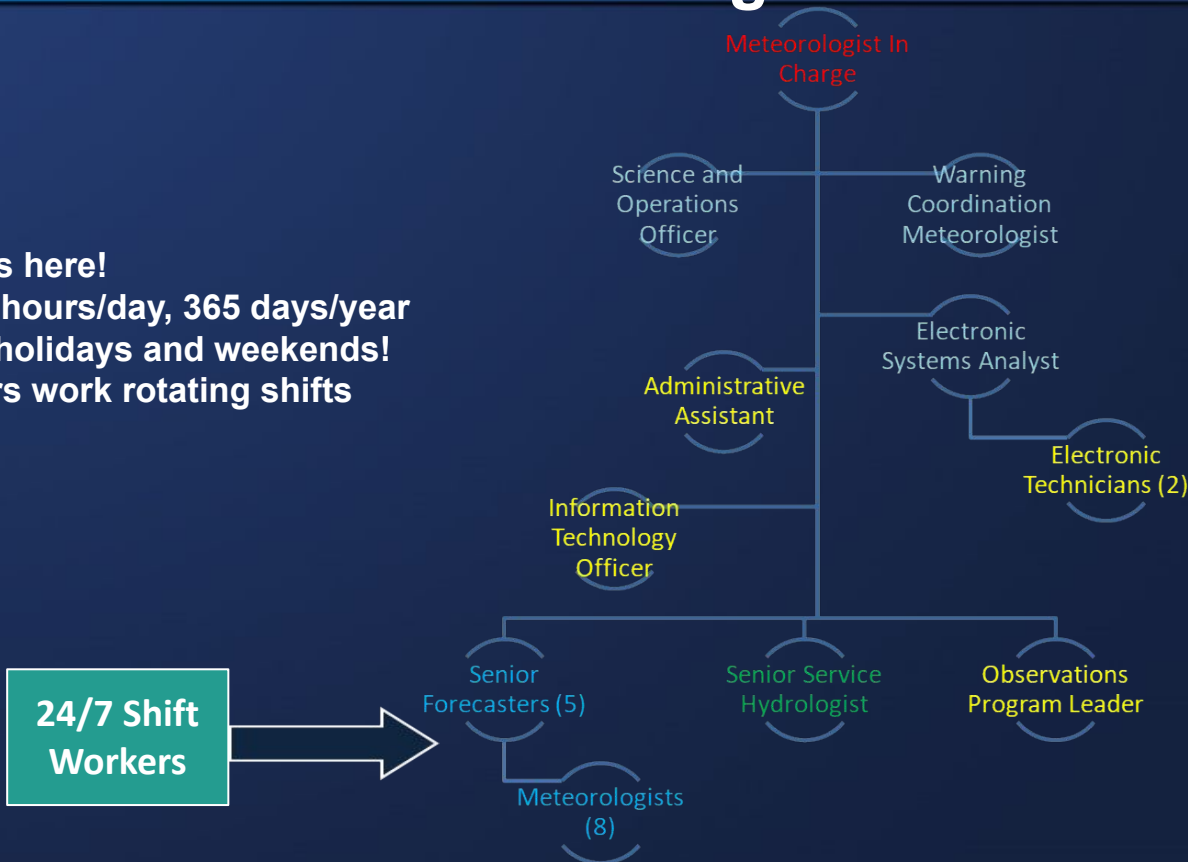 Meteorologist In
Charge
Science and
Operations
Officer
Warning
Coordination
Meteorologist
s here!
hours/day, 365 days/year
holidays and weekends!
rs work rotating shifts
Electronic
Systems Analyst
Administrative
Assistant
Electronic
Technicians (2)
Information
Technology
Officer
24/7 Shift
Workers
Senior
Forecasters (5)
Senior Service
Hydrologist
Observations
Program Leader
Meteorologists
(8)